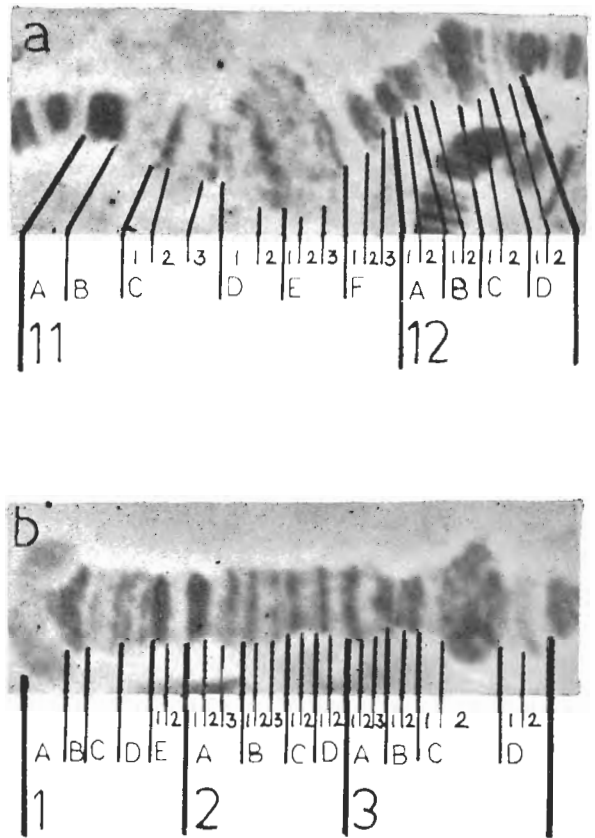 a
1 2 3 1 2 1 2 3 1 2 3 1 2 1 2 1 2 1 2
A B C D E F A B C D
11 12
b
1 2 1 2 3 1 2 3 1 2 1 2 1 2 3 1 2 1 2 1 2
A B C D E A B C D A B C D
1 2 3